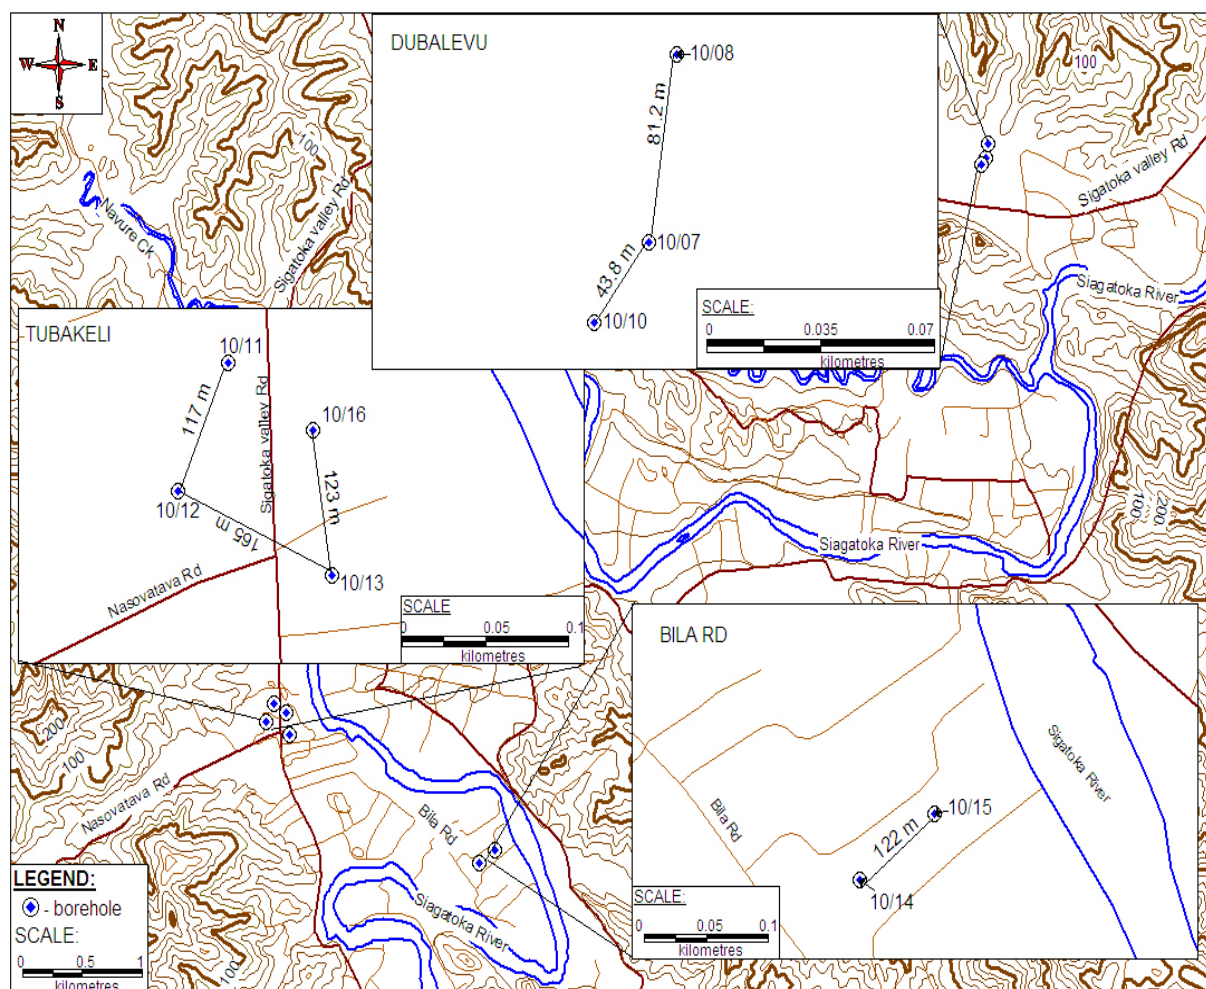 N
W E
S
DUBALEVU
10/08
81.2 m
10/07
43.8 m
10/10
SCALE:
0 0.035 0.07
kilometres
100
Sigatoka valley Rd
Siagatoka River
100
Navure Ck
Sigatoka valley Rd
TUBAKELI
10/11
117 m
Sigatoka valley Rd
10/16
123 m
10/12
165 m
10/13
Nasovatava Rd
SCALE
0 0.05 0.1
kilometres
Siagatoka River
100
200
BILA RD
Sigatoka River
Bila Rd
10/15
122 m
10/14
SCALE:
0 0.05 0.1
kilometres
200
100
Nasovatava Rd
Bila Rd
Siagatoka River
100
LEGEND:
- borehole
SCALE:
0 0.5 1
kilometres